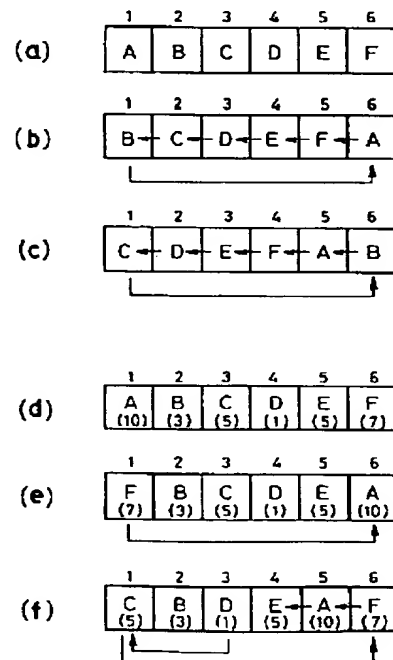 1 2 3 4 5 6
(a) A B C D E F
1 2 3 4 5 6
(b) B C D E F A
1 2 3 4 5 6
(c) C D E F A B
1 2 3 4 5 6
(d) A B C D E F
(10) (3) (5) (1) (5) (7)
1 2 3 4 5 6
(e) F B C D E A
(7) (3) (5) (1) (5) (10)
1 2 3 4 5 6
(f) C B D E A F
(5) (3) (1) (5) (10) (7)